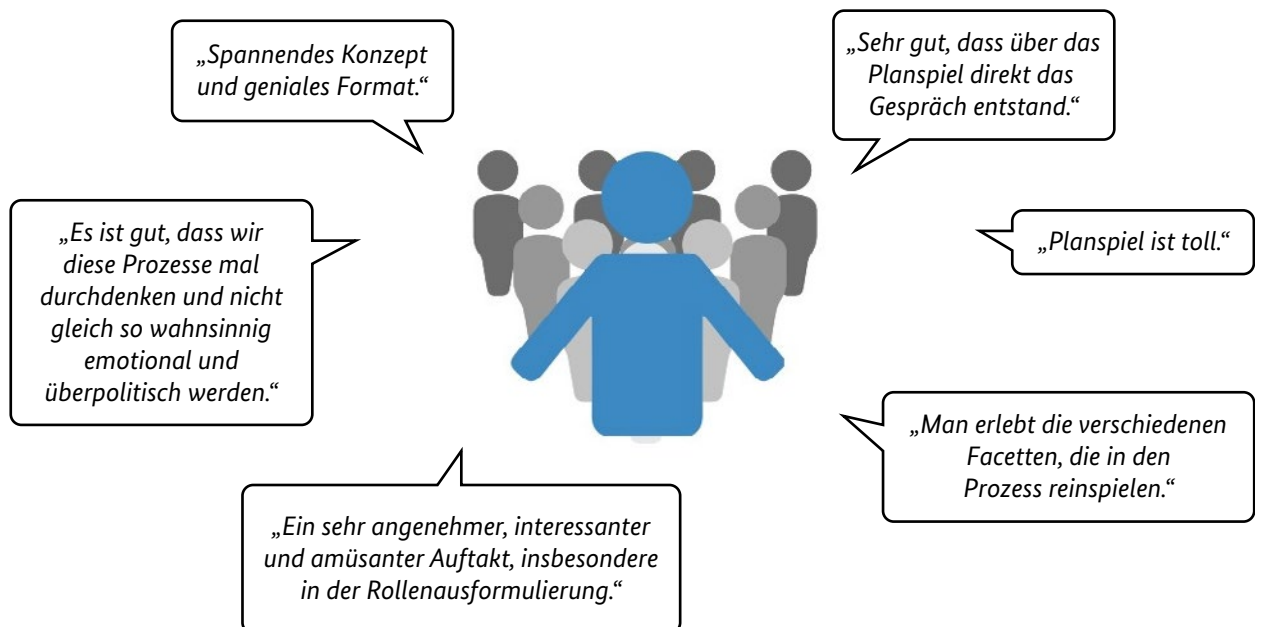 „Spannendes Konzept
und geniales Format.“
„Sehr gut, dass über das
Planspiel direkt das
Gespräch entstand.“
„Es ist gut, dass wir
diese Prozesse mal
durchdenken und nicht
gleich so wahnsinnig
emotional und
überpolitisch werden.“
„Planspiel ist toll.“
„Man erlebt die verschiedenen
Facetten, die in den
Prozess reinspielen.“
„Ein sehr angenehmer, interessanter
und amüsanter Auftakt, insbesondere
in der Rollenausformulierung.“